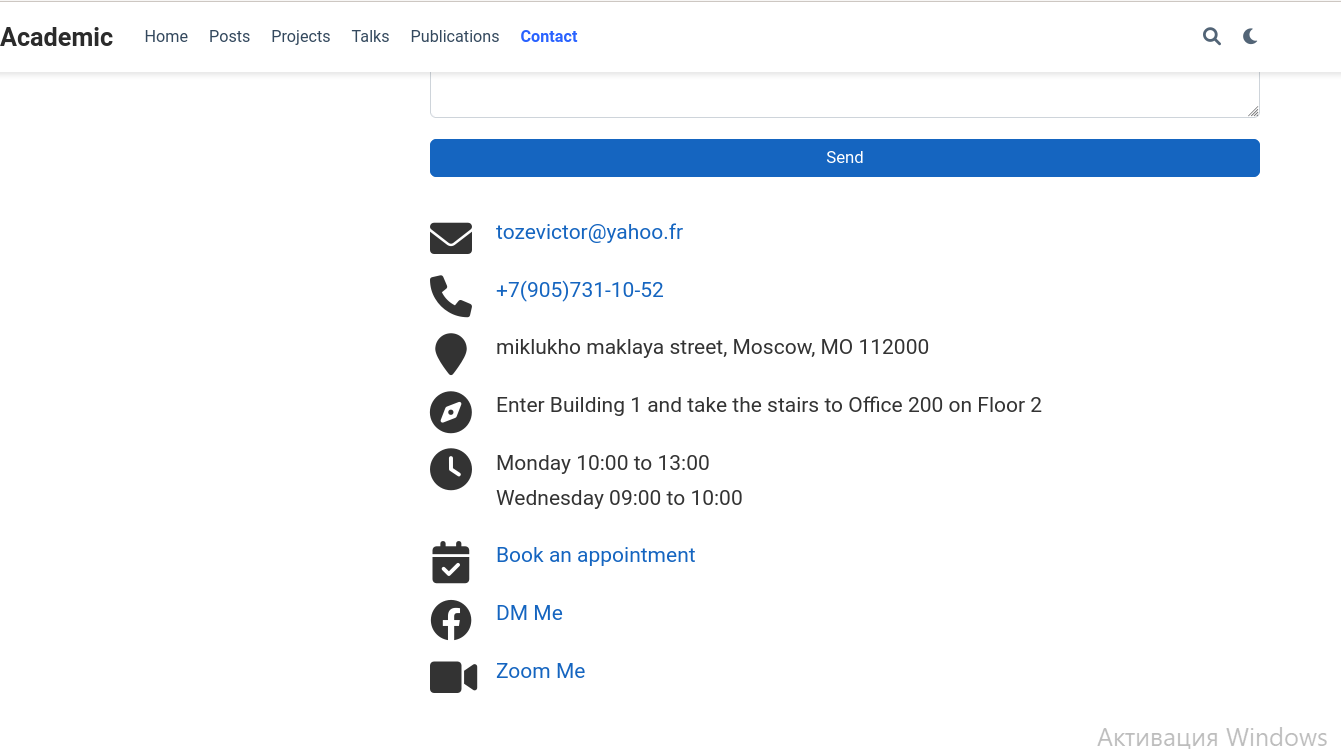 Academic Home Posts Projects Talks Publications Contact
Send
tozevictor@yahoo.fr
+7(905)731-10-52
miklukho maklaya street, Moscow, MO 112000
Enter Building 1 and take the stairs to Office 200 on Floor 2
Monday 10:00 to 13:00
Wednesday 09:00 to 10:00
Book an appointment
DM Me
Zoom Me
Активация Windows